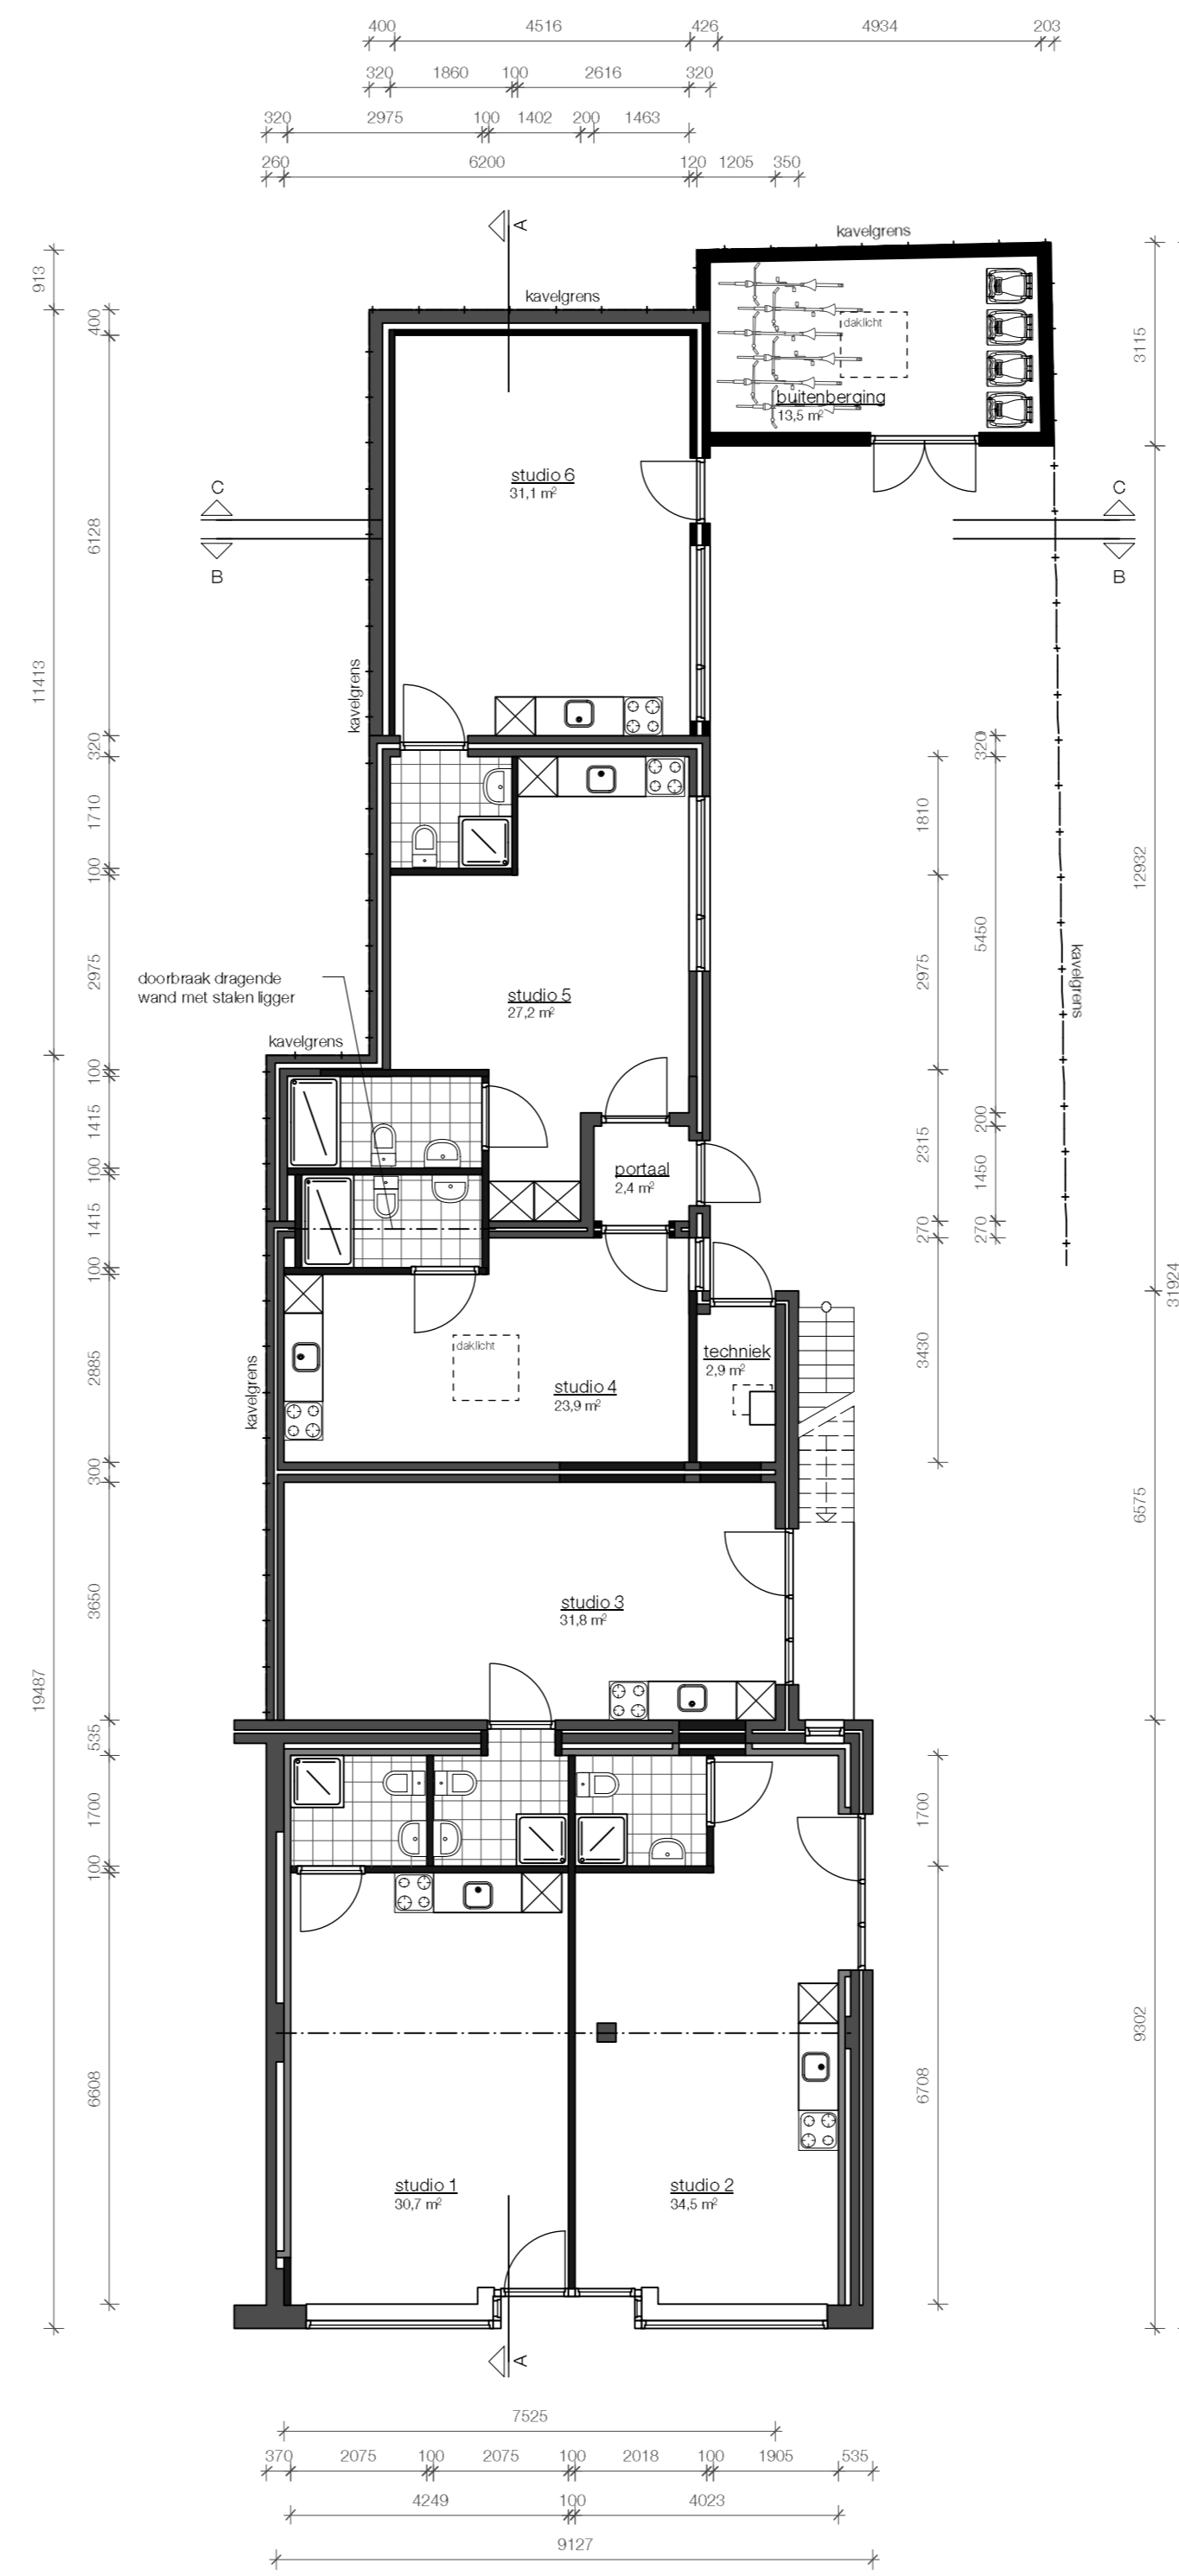 400 4516 426 4934 203
320 1860 100 2616 320
320 2975 100 1402 200 1463
260 6200 120 1205 350
A
kavelgrens
kavelgrens
913
400
3115
daklicht
buitenberging
13,5 m²
studio 6
31,1 m²
C
B
C
B
6128
11413
kavelgrens
320
320
1710
1810
100
12932
5450
2975
2975
doorbraak dragende
wand met stalen ligger
studio 5
27,2 m²
kavelgrens
kavelgrens
100
1415
100
1415
100
200
2315
1450
270
270
portaal
2,4 m²
31924
daklicht
studio 4
23,9 m²
techniek
2,9 m²
kavelgrens
2885
3430
300
6575
studio 3
31,8 m²
3650
19487
535
1700
1700
100
9302
6608
6708
studio 1
30,7 m²
studio 2
34,5 m²
A
7525
370 2075 100 2075 100 2018 100 1905 535
4249 100 4023
9127